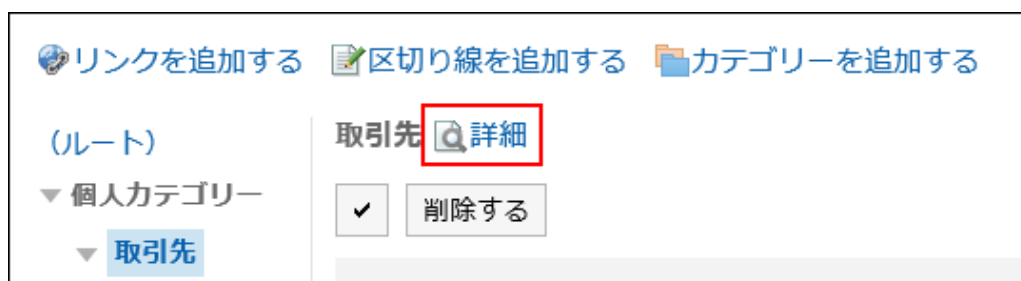 リンクを追加する 区切り線を追加する カテゴリーを追加する
(ルート)
個人カテゴリー
取引先
取引先 詳細
削除する